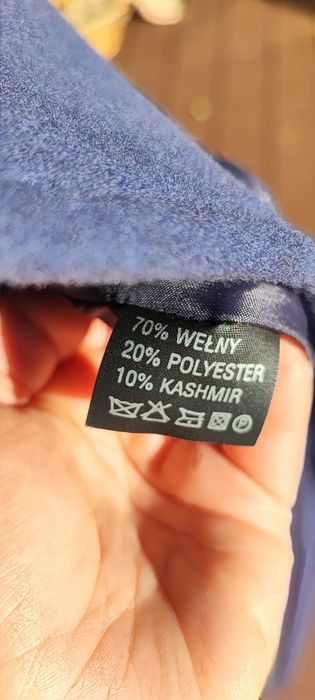 70% WEŁNY
20% POLYESTER
10% KASHMIR
P